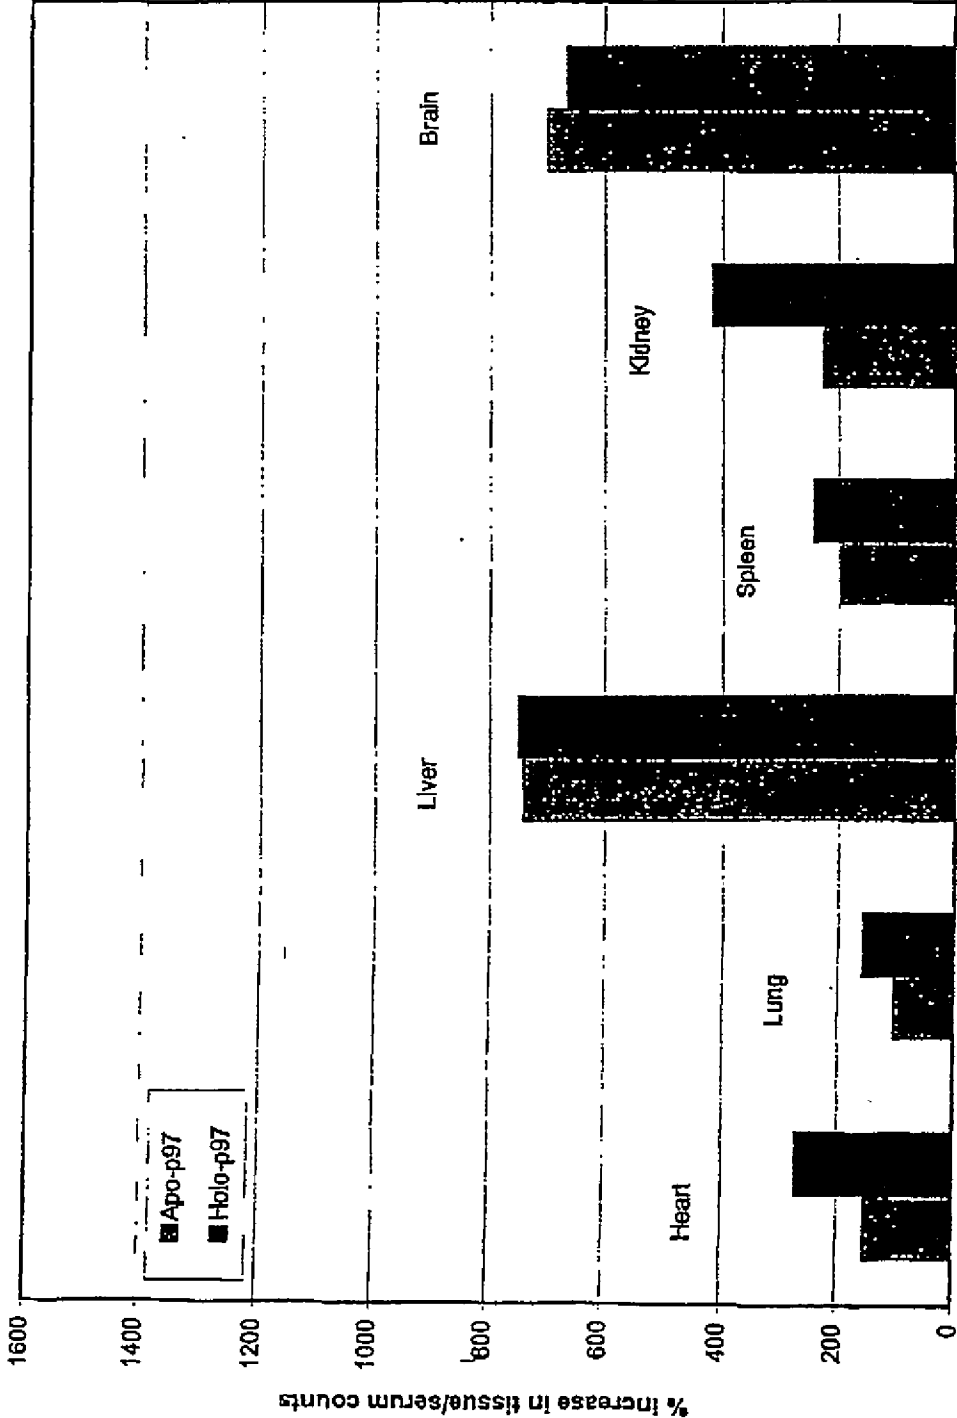 % increase in tissue/serum counts
1600
1400
1200
1000
800
600
400
200
0
Apo-p97
Holo-p97
Heart
Lung
Liver
Spleen
Kidney
Brain